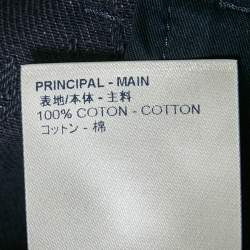 PRINCIPAL - MAIN
表地/本体 - 主料
100% COTON - COTTON
コットン - 棉